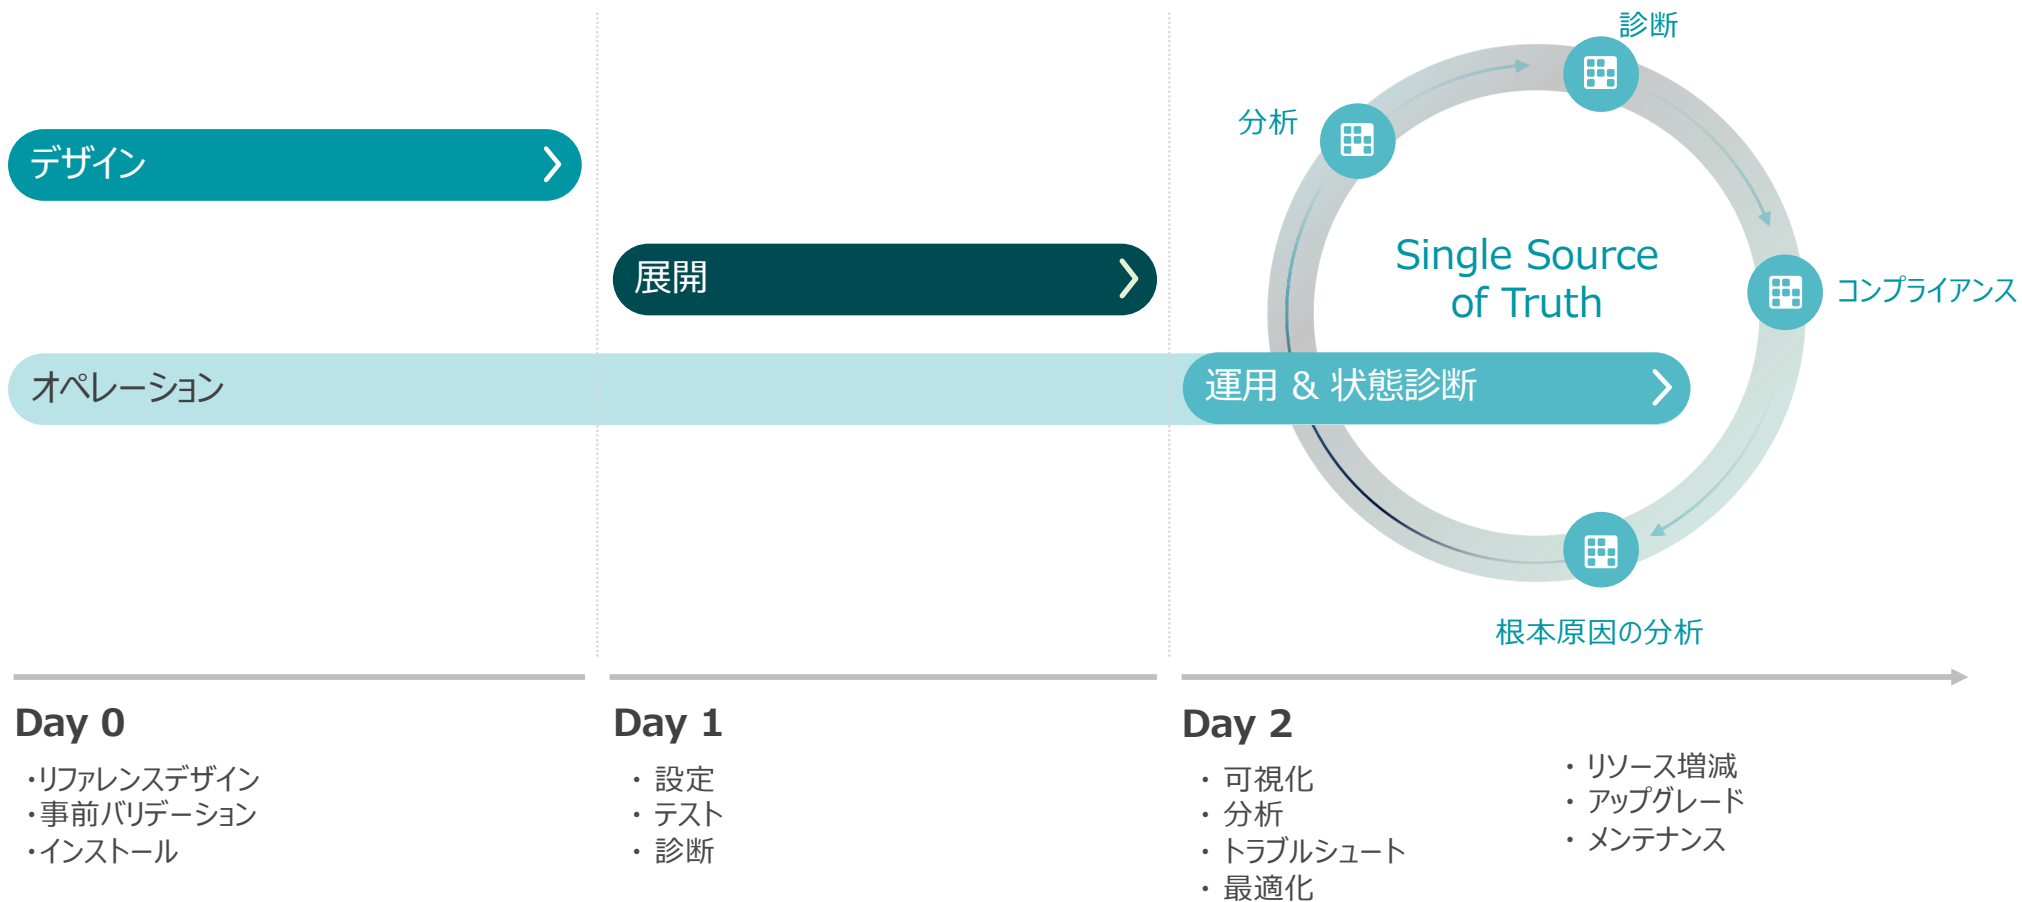 診断
分析
デザイン
Single Source
of Truth
展開
コンプライアンス
オペレーション
運用 & 状態診断
根本原因の分析
Day 0
・リファレンスデザイン
・事前バリデーション
・インストール
Day 1
・ 設定
・ テスト
・ 診断
Day 2
・ 可視化
・ 分析
・ トラブルシュート
・ 最適化
・ リソース増減
・ アップグレード
・ メンテナンス